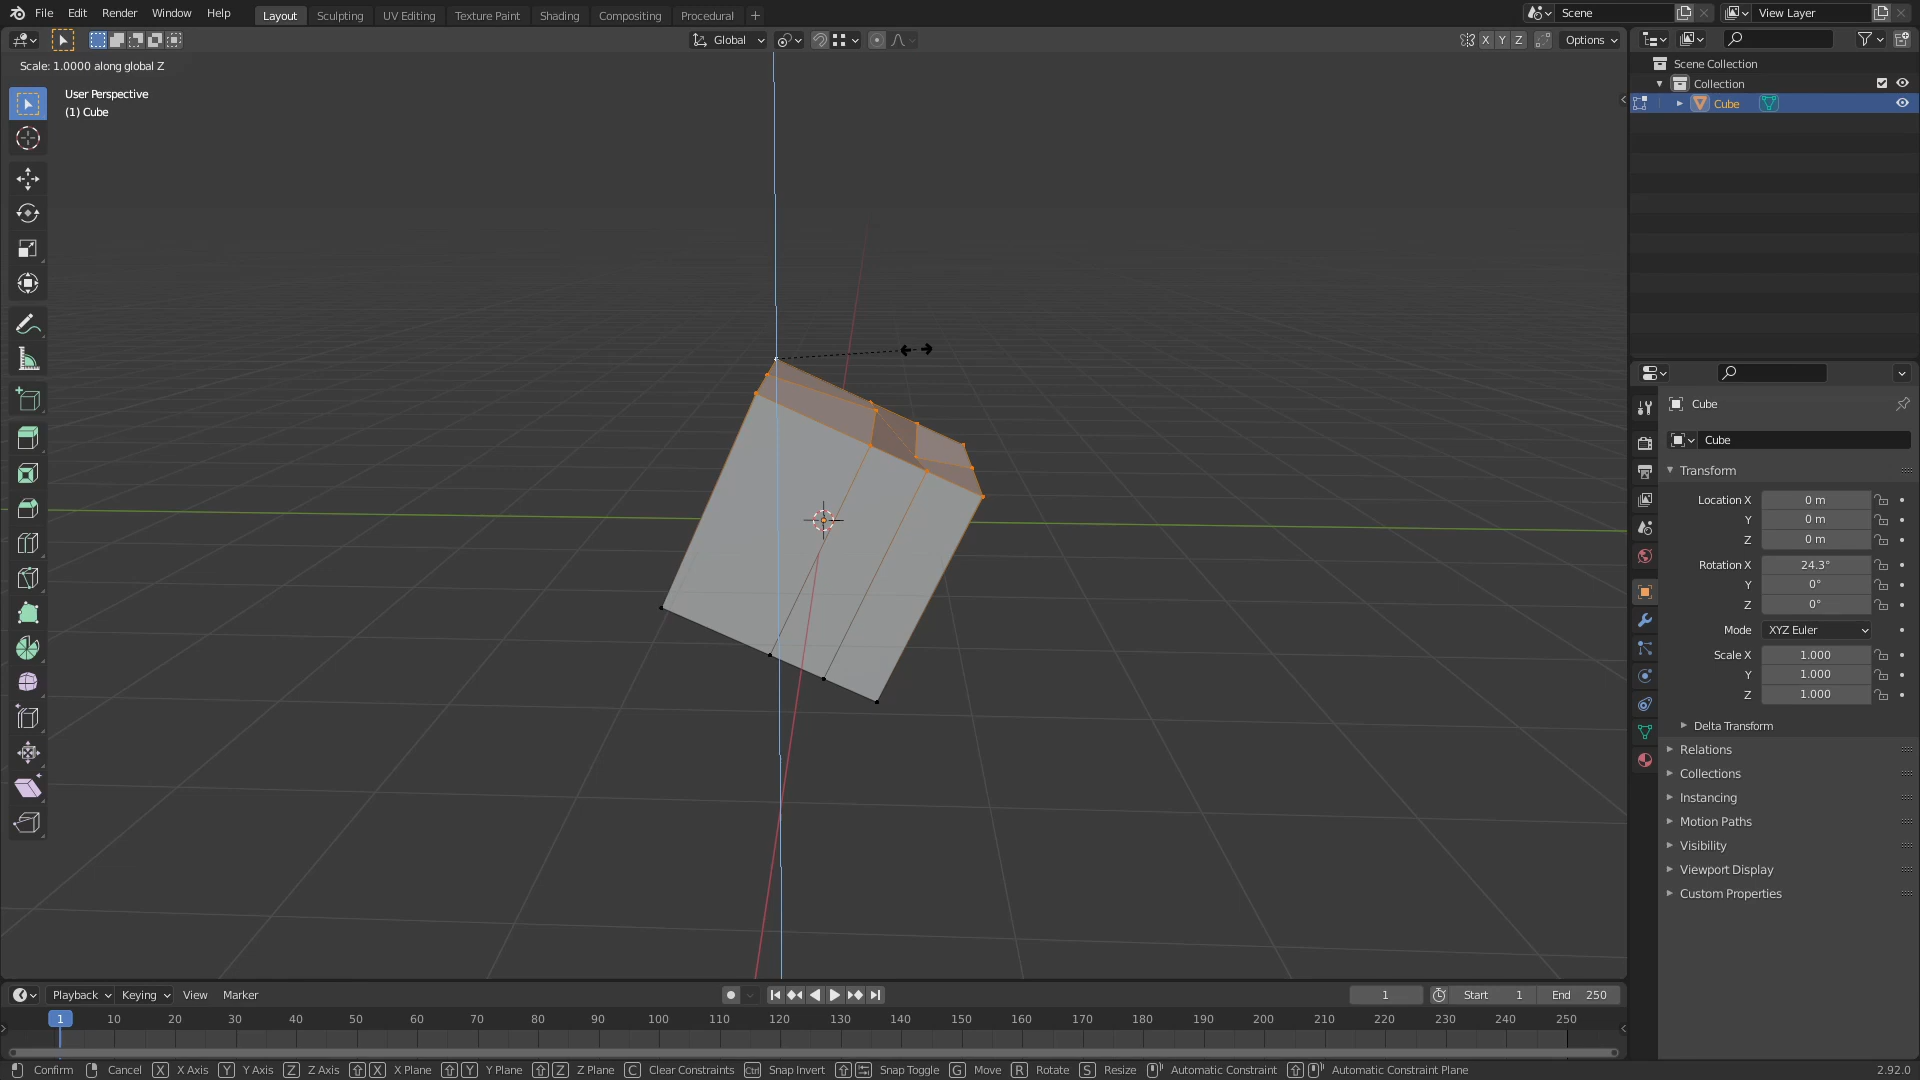 File Edit Render Window Help Layout Sculpting UV Editing Texture Paint Shading Compositing Procedural + Scene View Layer
Global X Y Z Options
Scale: 1.0000 along global Z
User Perspective
(1) Cube
Scene Collection
Collection
Cube
Cube
Cube
Transform
Location X 0 m
Y 0 m
Z 0 m
Rotation X 24.3°
Y 0°
Z 0°
Mode XYZ Euler
Scale X 1.000
Y 1.000
Z 1.000
Delta Transform
Relations
Collections
Instancing
Motion Paths
Visibility
Viewport Display
Custom Properties
Playback Keying View Marker 1 Start 1 End 250
1 10 20 30 40 50 60 70 80 90 100 110 120 130 140 150 160 170 180 190 200 210 220 230 240 250
Confirm Cancel X X Axis Y Y Axis Z Z Axis X X Plane Y Y Plane Z Z Plane C Clear Constraints Ctrl Snap Invert Snap Toggle G Move R Rotate S Resize Automatic Constraint Automatic Constraint Plane 2.92.0